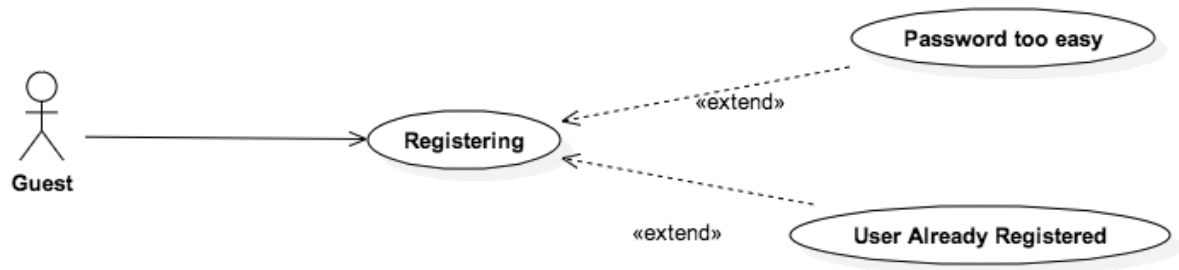 Password too easy
«extend»
Registering
Guest
«extend»
User Already Registered